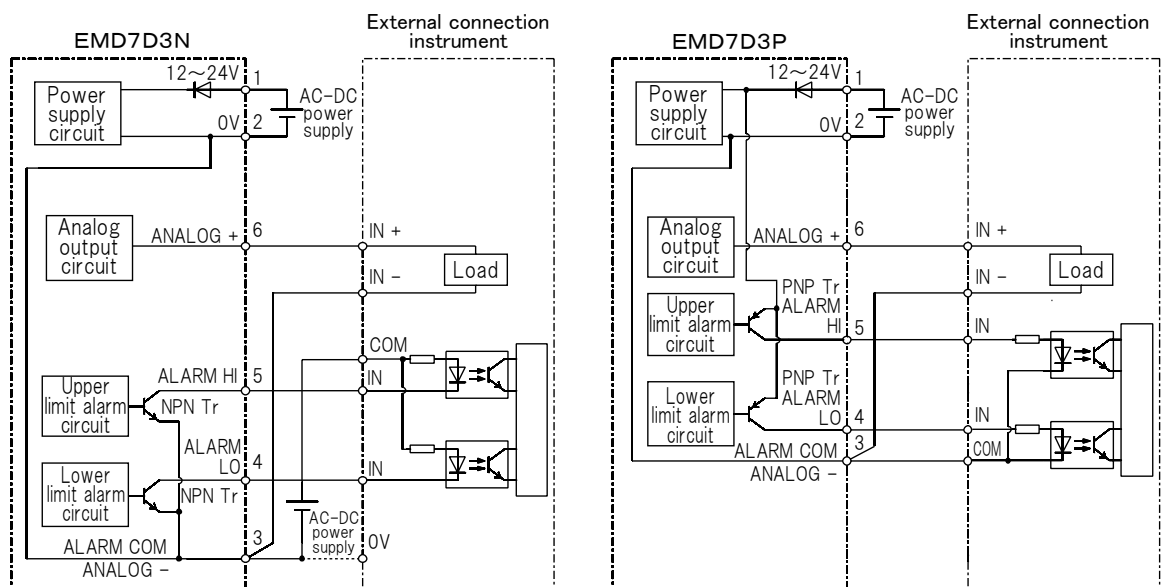 EMD7D3N
External connection
instrument
12～24V
1
Power
supply
circuit
0V
2
AC-DC
power
supply
Analog
output
circuit
ANALOG +
6
IN +
IN -
Load
COM
IN
Upper
limit alarm
circuit
ALARM HI
5
NPN Tr
ALARM
LO
4
IN
Lower
limit alarm
circuit
NPN Tr
AC-DC
power
supply
0V
3
ALARM COM
ANALOG -
EMD7D3P
External connection
instrument
12～24V
1
Power
supply
circuit
0V
2
AC-DC
power
supply
Analog
output
circuit
ANALOG +
6
IN +
IN -
Load
PNP Tr
ALARM
HI
5
IN
Upper
limit alarm
circuit
PNP Tr
ALARM
LO
4
IN
Lower
limit alarm
circuit
3
COM
ALARM COM
ANALOG -